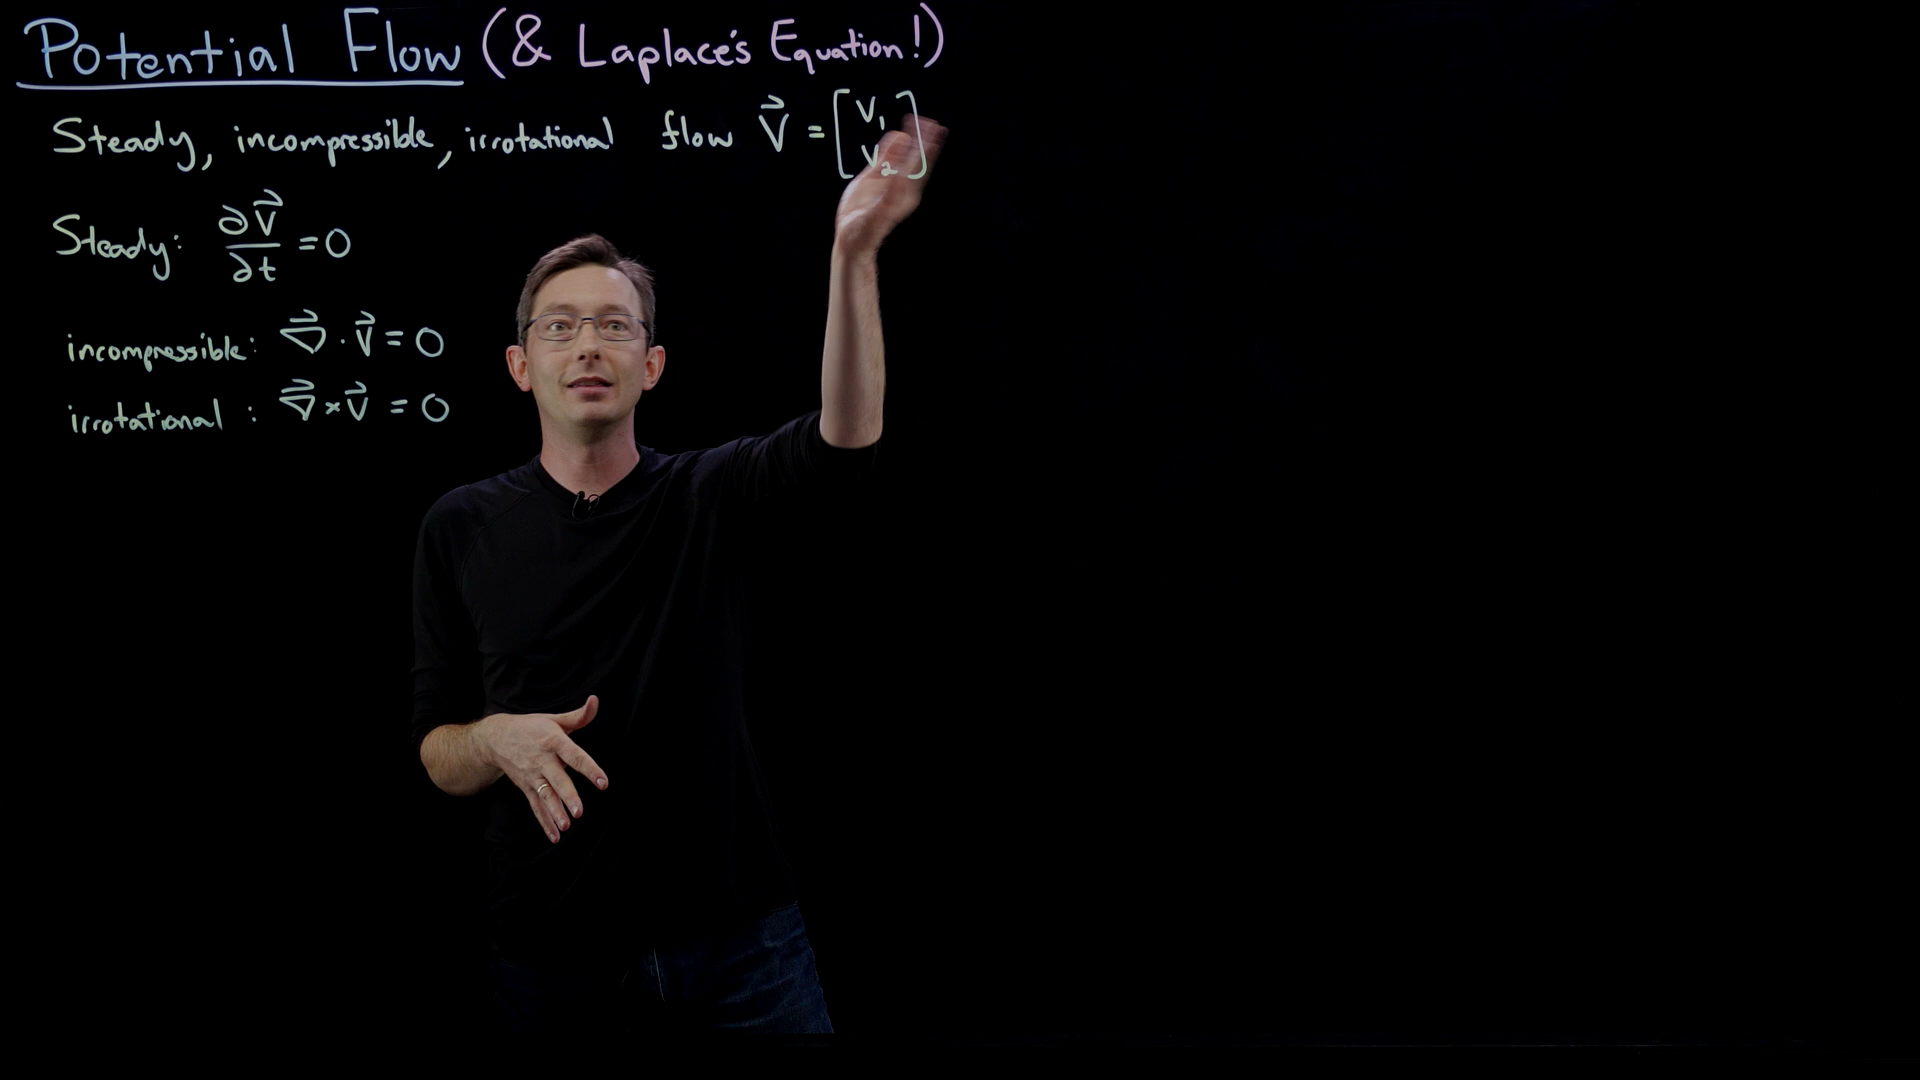 Potential Flow (& Laplace's Equation!)
Steady, incompressible, irrotational flow V⃗ = [V₁ V₂]
Steady: ∂V⃗/∂t = 0
incompressible: ∇⃗ · V⃗ = 0
irrotational : ∇⃗ × V⃗ = 0